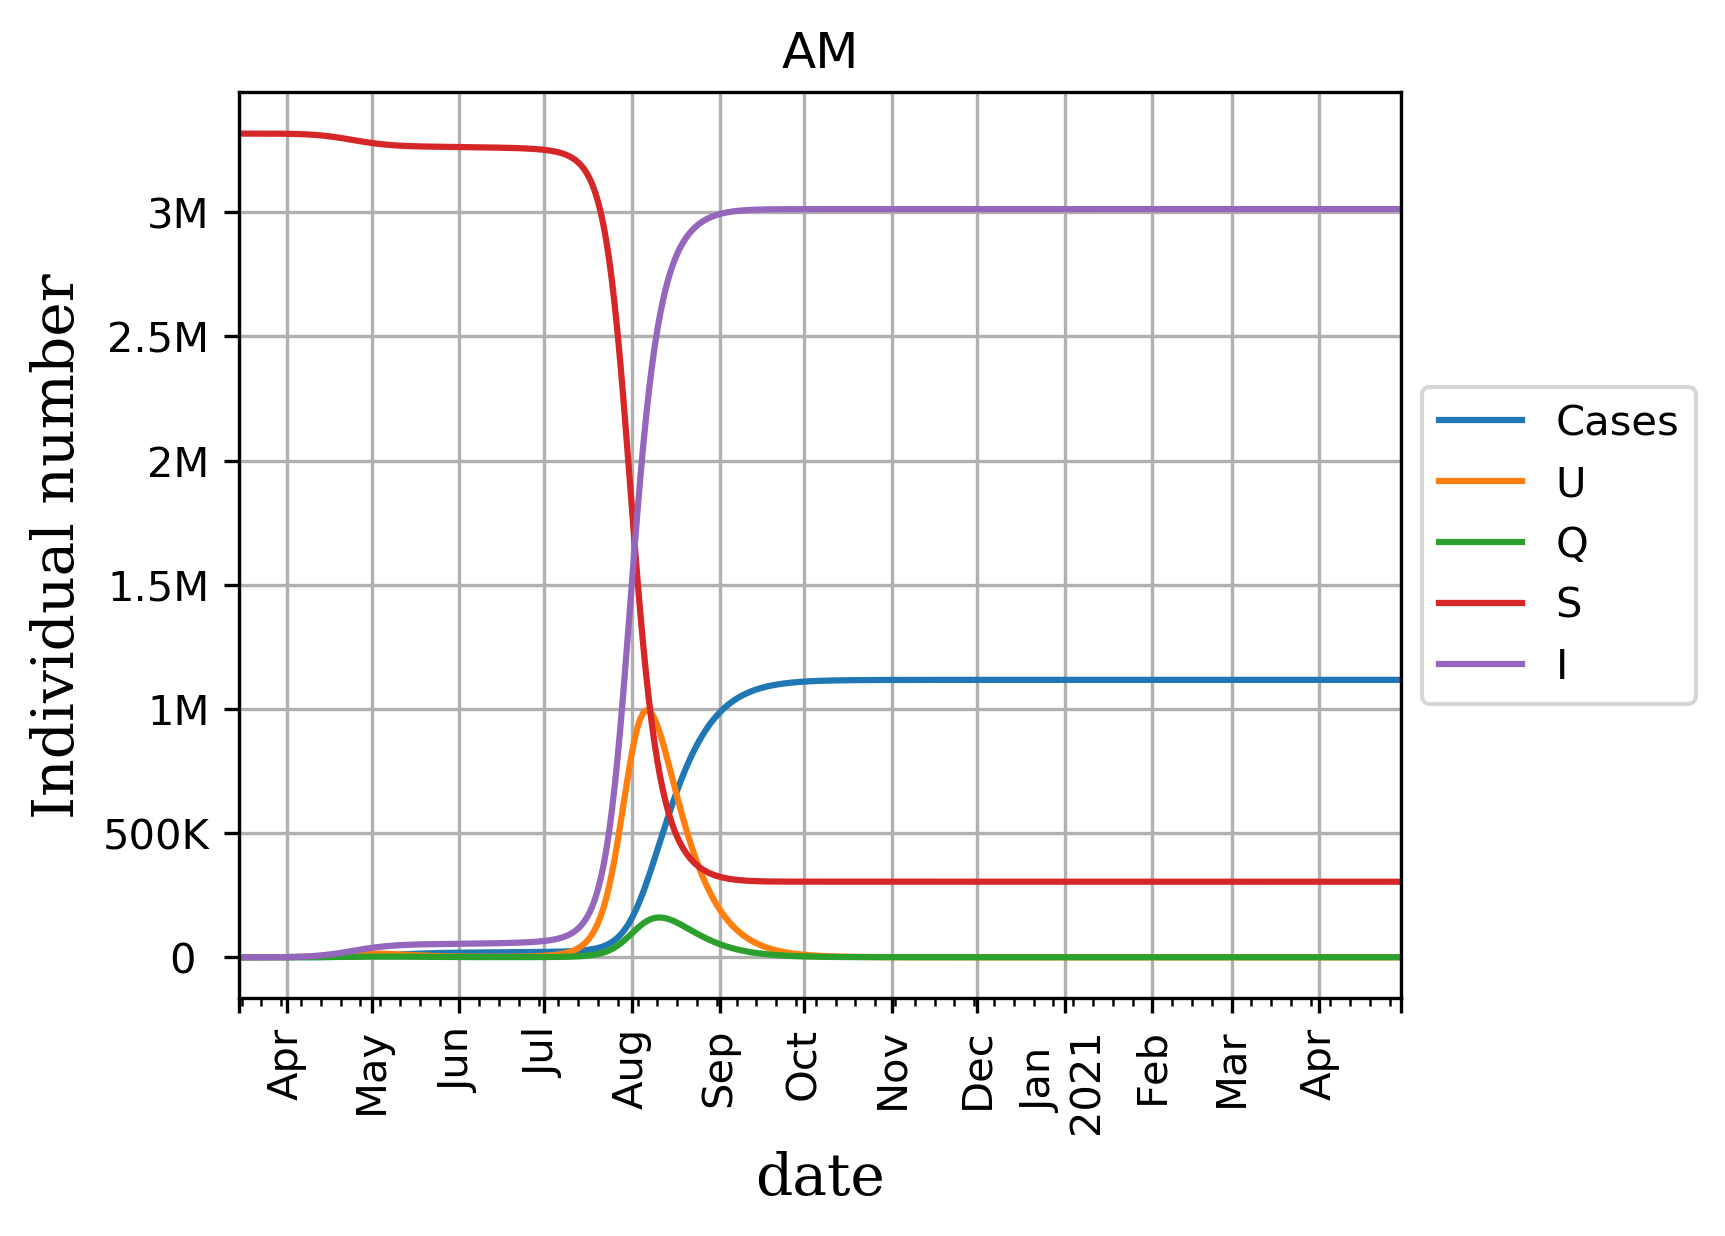 AM
Individual number
3M
2.5M
2M
1.5M
1M
500K
0
Apr
May
Jun
Jul
Aug
Sep
Oct
Nov
Dec
Jan
2021
Feb
Mar
Apr
date
Cases
U
Q
S
I